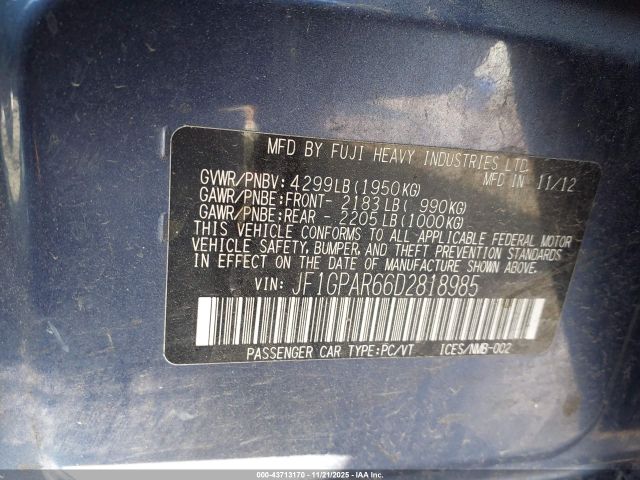 MFD BY FUJI HEAVY INDUSTRIES LTD.
GVWR/PNBV: 4299LB(1950KG) MFD IN 11/12
GAWR/PNBE:FRONT- 2183LB( 990KG)
GAWR/PNBE:REAR - 2205LB(1000KG)
THIS VEHICLE CONFORMS TO ALL APPLICABLE FEDERAL MOTOR
VEHICLE SAFETY, BUMPER, AND THEFT PREVENTION STANDARDS
IN EFFECT ON THE DATE OF MANUFACTURE SHOWN ABOVE.
VIN: JF1GPAR66D2818985
PASSENGER CAR TYPE:PC/VT ICES/NMB-002
000-43713170 - 11/21/2025 - IAAI, Inc.